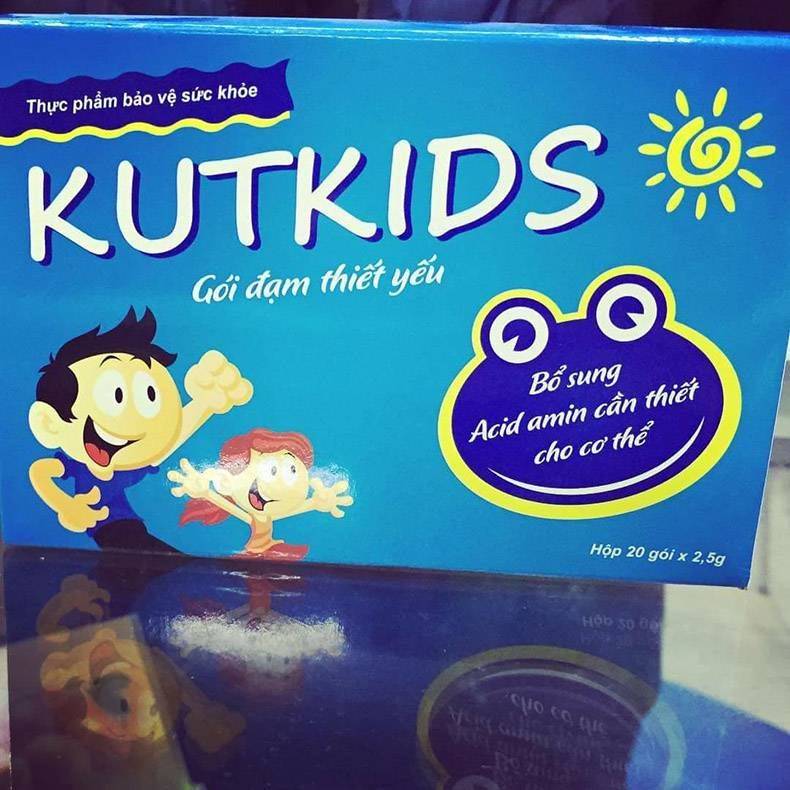 Thực phẩm bảo vệ sức khỏe
KUTKIDS
Gói đạm thiết yếu
Bổ sung
Acid amin cần thiết
cho cơ thể
Hộp 20 gói x 2,5g